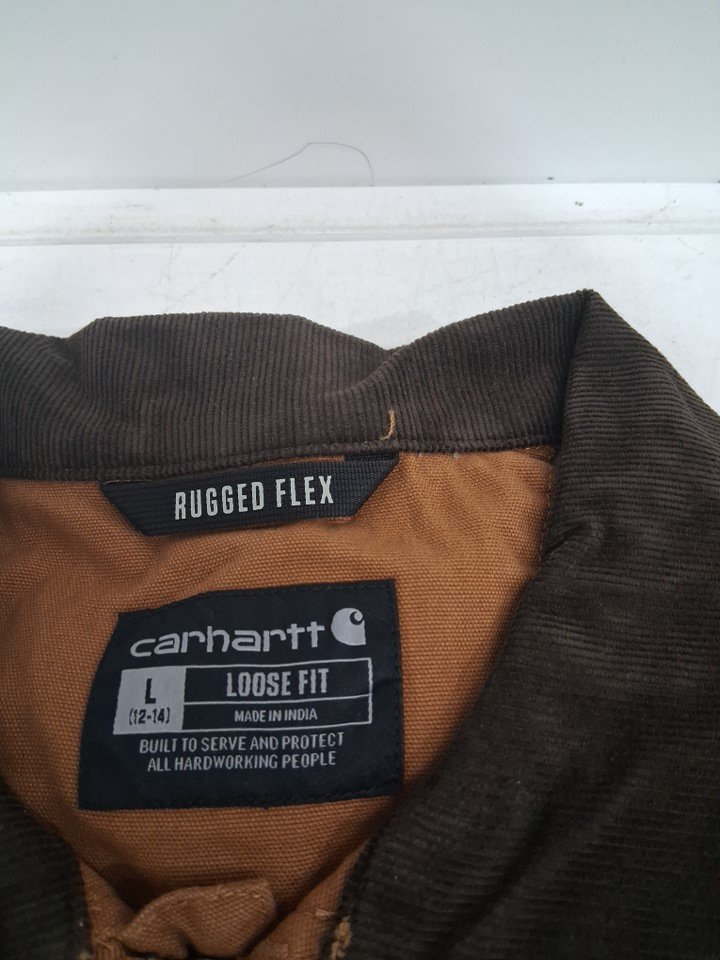 RUGGED FLEX
carhartt
L
(12-14)
LOOSE FIT
MADE IN INDIA
BUILT TO SERVE AND PROTECT
ALL HARDWORKING PEOPLE